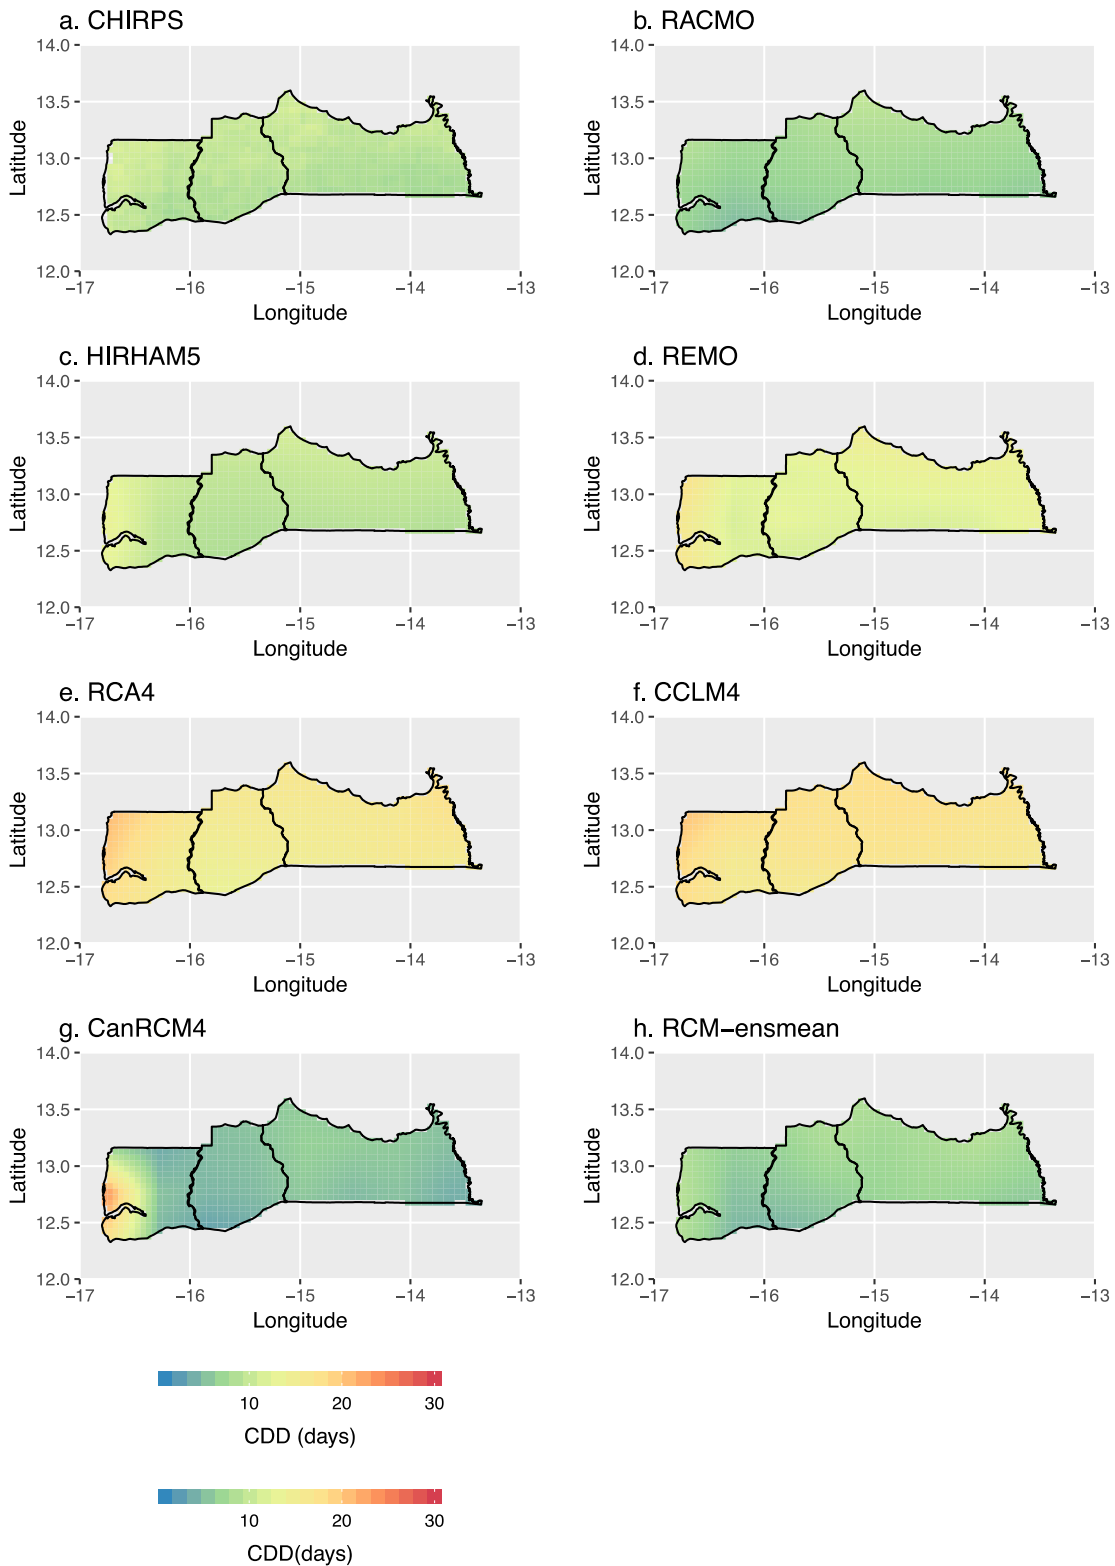 a. CHIRPS
b. RACMO
14.0
13.5
13.0
12.5
12.0
Latitude
−17 −16 −15 −14 −13
Longitude
14.0
13.5
13.0
12.5
12.0
Latitude
−17 −16 −15 −14 −13
Longitude
c. HIRHAM5
d. REMO
14.0
13.5
13.0
12.5
12.0
Latitude
−17 −16 −15 −14 −13
Longitude
14.0
13.5
13.0
12.5
12.0
Latitude
−17 −16 −15 −14 −13
Longitude
e. RCA4
f. CCLM4
14.0
13.5
13.0
12.5
12.0
Latitude
−17 −16 −15 −14 −13
Longitude
14.0
13.5
13.0
12.5
12.0
Latitude
−17 −16 −15 −14 −13
Longitude
g. CanRCM4
h. RCM−ensmean
14.0
13.5
13.0
12.5
12.0
Latitude
−17 −16 −15 −14 −13
Longitude
14.0
13.5
13.0
12.5
12.0
Latitude
−17 −16 −15 −14 −13
Longitude
10 20 30
CDD (days)
10 20 30
CDD(days)